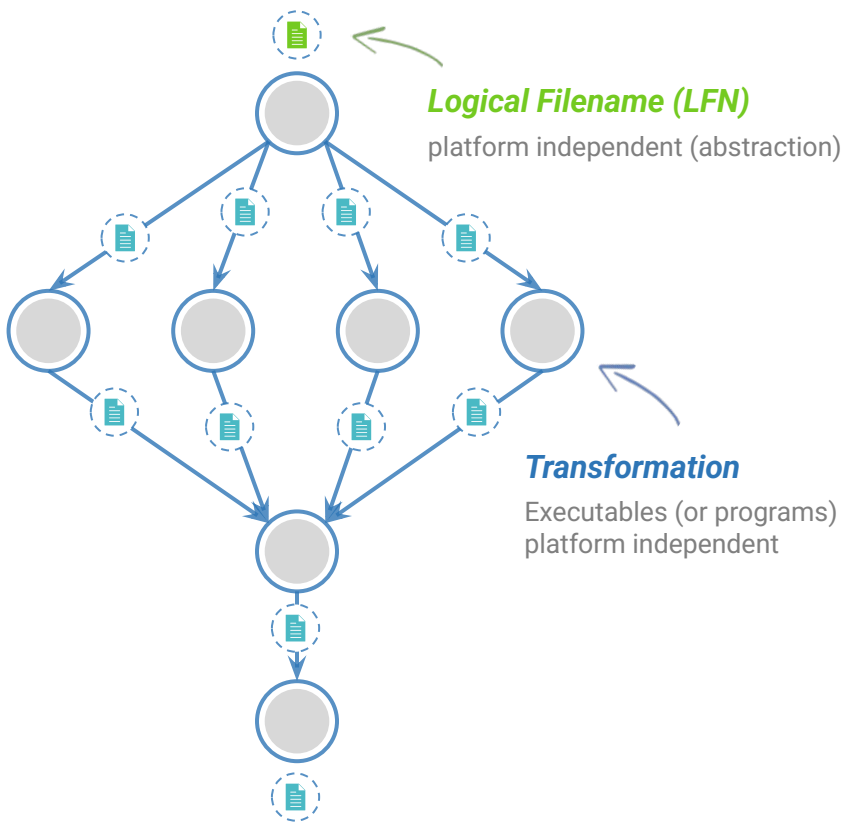 Logical Filename (LFN)
platform independent (abstraction)
Transformation
Executables (or programs)
platform independent